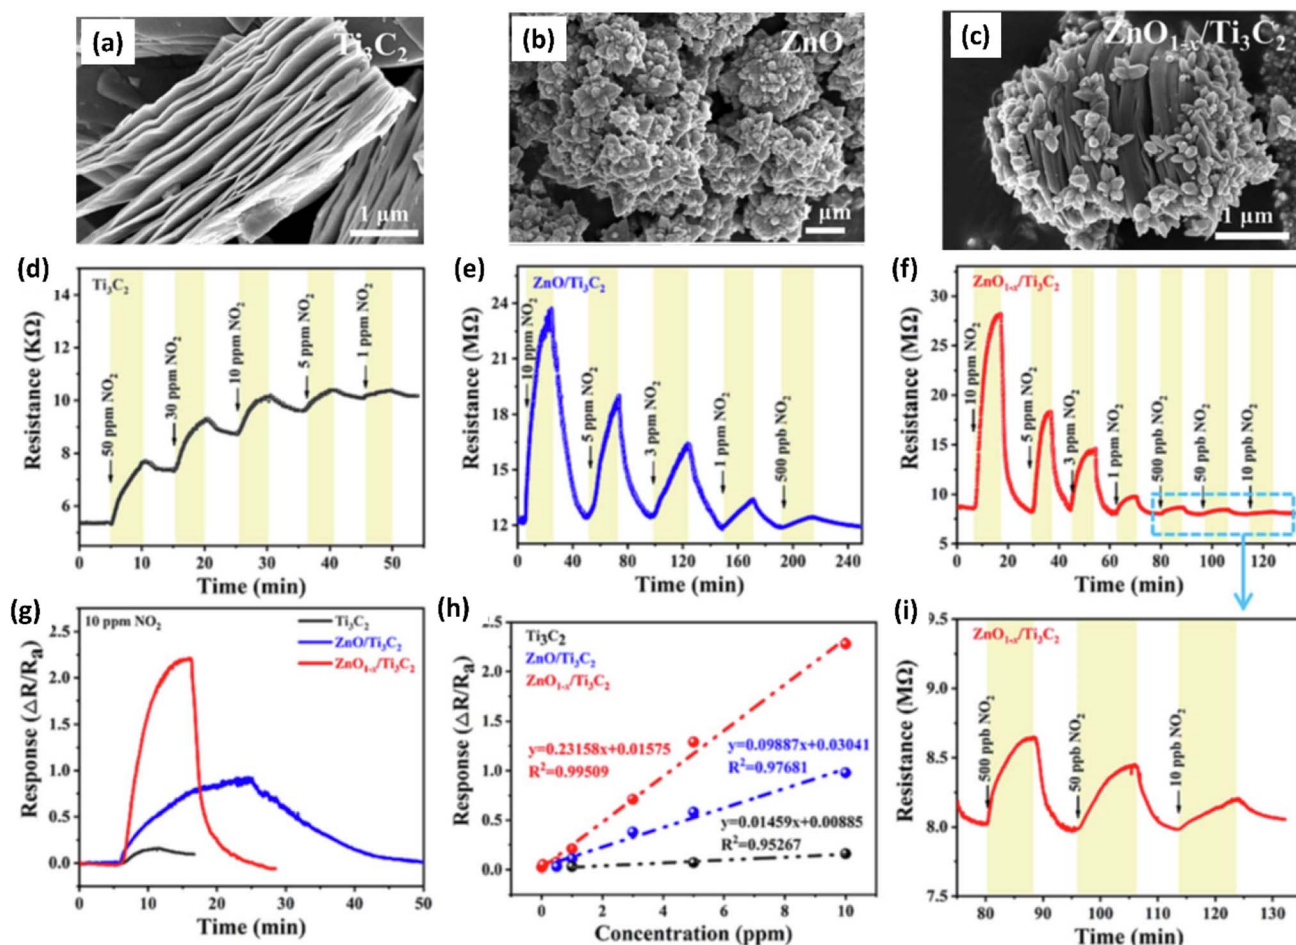 (a)
Ti₃C₂
1 μm
(b)
ZnO
1 μm
(c)
ZnO₁₋ₓ/Ti₃C₂
1 μm
(d)
Ti₃C₂
Resistance (KΩ)
14
12
10
8
6
50 ppm NO₂
30 ppm NO₂
10 ppm NO₂
5 ppm NO₂
1 ppm NO₂
0 10 20 30 40 50
Time (min)
(e)
ZnO/Ti₃C₂
Resistance (MΩ)
24
21
18
15
12
10 ppm NO₂
5 ppm NO₂
3 ppm NO₂
1 ppm NO₂
500 ppb NO₂
0 40 80 120 160 200 240
Time (min)
(f)
ZnO₁₋ₓ/Ti₃C₂
Resistance (MΩ)
30
25
20
15
10
5
10 ppm NO₂
5 ppm NO₂
3 ppm NO₂
1 ppm NO₂
500 ppb NO₂
50 ppb NO₂
10 ppb NO₂
0 20 40 60 80 100 120
Time (min)
(g)
10 ppm NO₂
Ti₃C₂
ZnO/Ti₃C₂
ZnO₁₋ₓ/Ti₃C₂
Response (△R/Rₐ)
2.5
2.0
1.5
1.0
0.5
0.0
0 10 20 30 40 50
Time (min)
(h)
Ti₃C₂
ZnO/Ti₃C₂
ZnO₁₋ₓ/Ti₃C₂
Response (△R/Rₐ)
2.5
2.0
1.5
1.0
0.5
0.0
y=0.23158x+0.01575
R²=0.99509
y=0.09887x+0.03041
R²=0.97681
y=0.01459x+0.00885
R²=0.95267
0 2 4 6 8 10
Concentration (ppm)
(i)
ZnO₁₋ₓ/Ti₃C₂
Resistance (MΩ)
9.5
9.0
8.5
8.0
7.5
500 ppb NO₂
50 ppb NO₂
10 ppb NO₂
80 90 100 110 120 130
Time (min)